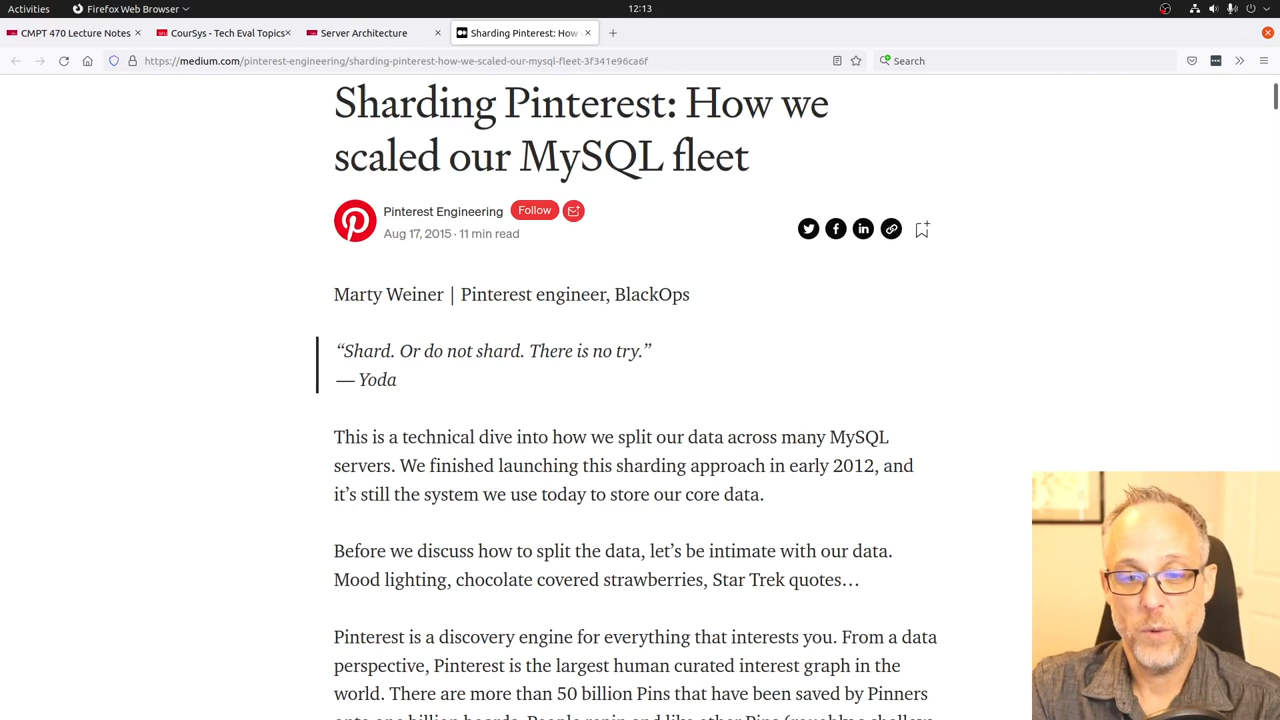 Activities
Firefox Web Browser
12:13
CMPT 470 Lecture Notes
CourSys - Tech Eval Topics
Server Architecture
Sharding Pinterest: How
https://medium.com/pinterest-engineering/sharding-pinterest-how-we-scaled-our-mysql-fleet-3f341e96ca6f
Search
Sharding Pinterest: How we
scaled our MySQL fleet
Pinterest Engineering
Follow
Aug 17, 2015 · 11 min read
Marty Weiner | Pinterest engineer, BlackOps
“Shard. Or do not shard. There is no try.”
— Yoda
This is a technical dive into how we split our data across many MySQL
servers. We finished launching this sharding approach in early 2012, and
it’s still the system we use today to store our core data.
Before we discuss how to split the data, let’s be intimate with our data.
Mood lighting, chocolate covered strawberries, Star Trek quotes…
Pinterest is a discovery engine for everything that interests you. From a data
perspective, Pinterest is the largest human curated interest graph in the
world. There are more than 50 billion Pins that have been saved by Pinners